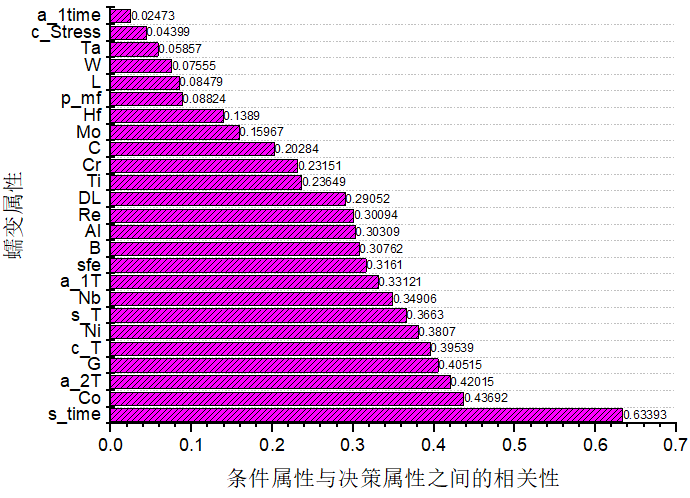 a_1time 0.02473
c_Stress 0.04399
Ta 0.05857
W 0.07555
L 0.08479
p_mf 0.08824
Hf 0.1389
Mo 0.15967
C 0.20284
Cr 0.23151
Ti 0.23649
DL 0.29052
Re 0.30094
Al 0.30309
B 0.30762
sfe 0.3161
a_1T 0.33121
Nb 0.34906
s_T 0.3663
Ni 0.3807
c_T 0.39539
G 0.40515
a_2T 0.42015
Co 0.43692
s_time 0.63393
0.0 0.1 0.2 0.3 0.4 0.5 0.6 0.7
蠕变属性
条件属性与决策属性之间的相关性